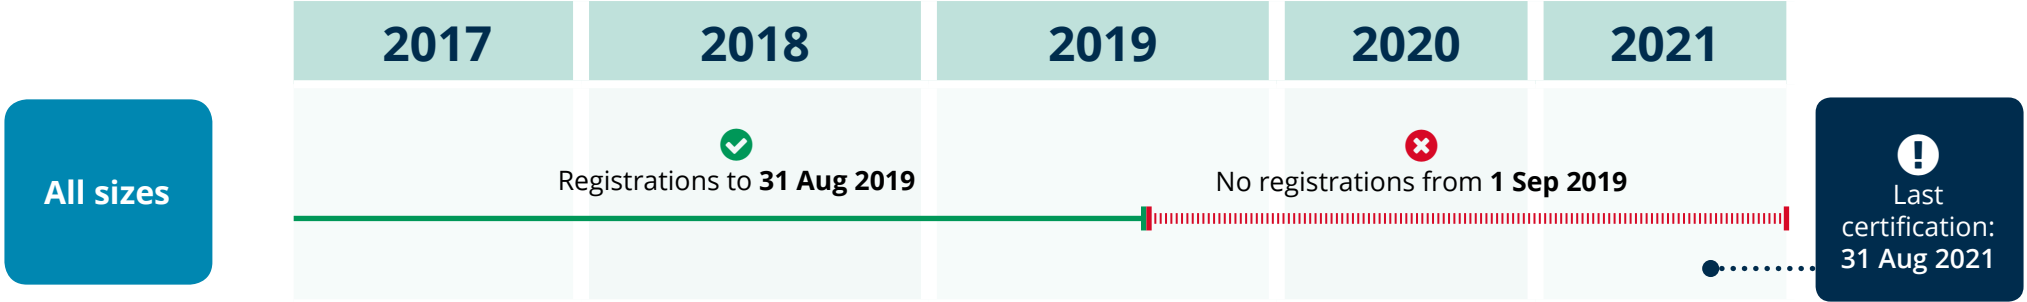 2017 2018 2019 2020 2021
All sizes
Registrations to 31 Aug 2019
No registrations from 1 Sep 2019
Last
certification:
31 Aug 2021